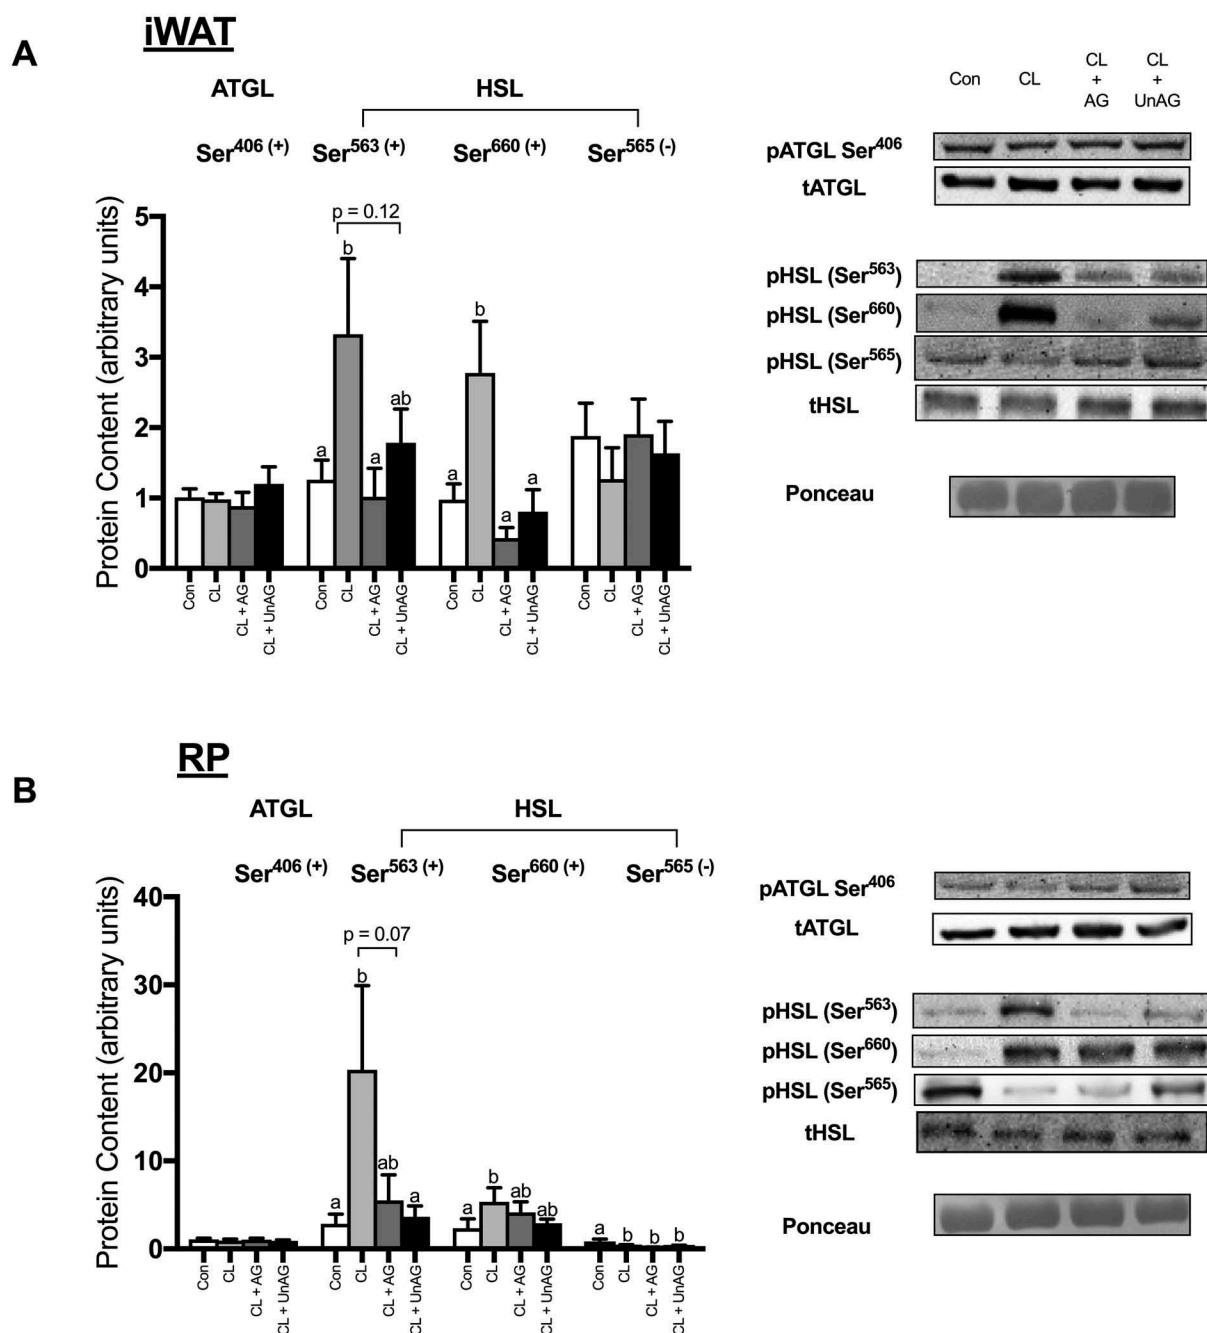 A
iWAT
ATGL
HSL
Ser406 (+)
Ser563 (+)
Ser660 (+)
Ser565 (-)
Protein Content (arbitrary units)
5
4
3
2
1
0
p = 0.12
a
b
a
ab
a
b
a
a
Con
CL
CL + AG
CL + UnAG
Con
CL
CL + AG
CL + UnAG
Con
CL
CL + AG
CL + UnAG
Con
CL
CL + AG
CL + UnAG
Con
CL
CL
+
AG
CL
+
UnAG
pATGL Ser406
tATGL
pHSL (Ser563)
pHSL (Ser660)
pHSL (Ser565)
tHSL
Ponceau
B
RP
ATGL
HSL
Ser406 (+)
Ser563 (+)
Ser660 (+)
Ser565 (-)
Protein Content (arbitrary units)
40
30
20
10
0
p = 0.07
a
b
ab
a
a
b
ab
ab
a
b
b
b
Con
CL
CL + AG
CL + UnAG
Con
CL
CL + AG
CL + UnAG
Con
CL
CL + AG
CL + UnAG
Con
CL
CL + AG
CL + UnAG
pATGL Ser406
tATGL
pHSL (Ser563)
pHSL (Ser660)
pHSL (Ser565)
tHSL
Ponceau